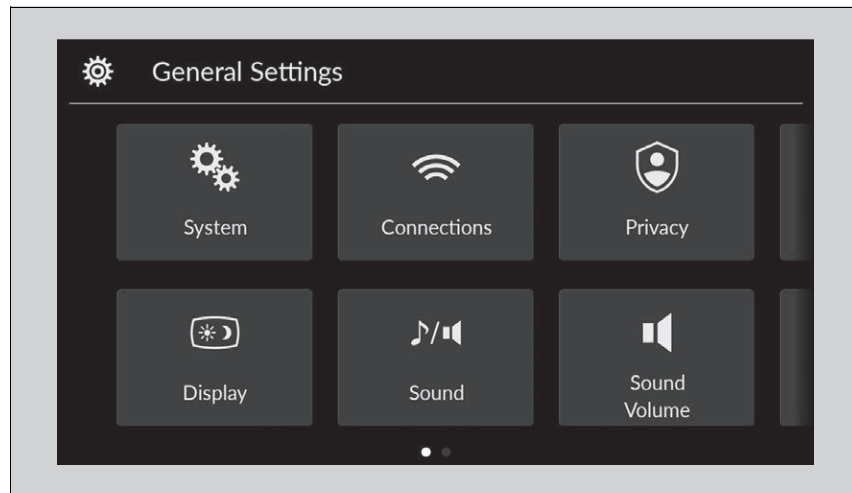 General Settings
System
Connections
Privacy
Display
Sound
Sound
Volume